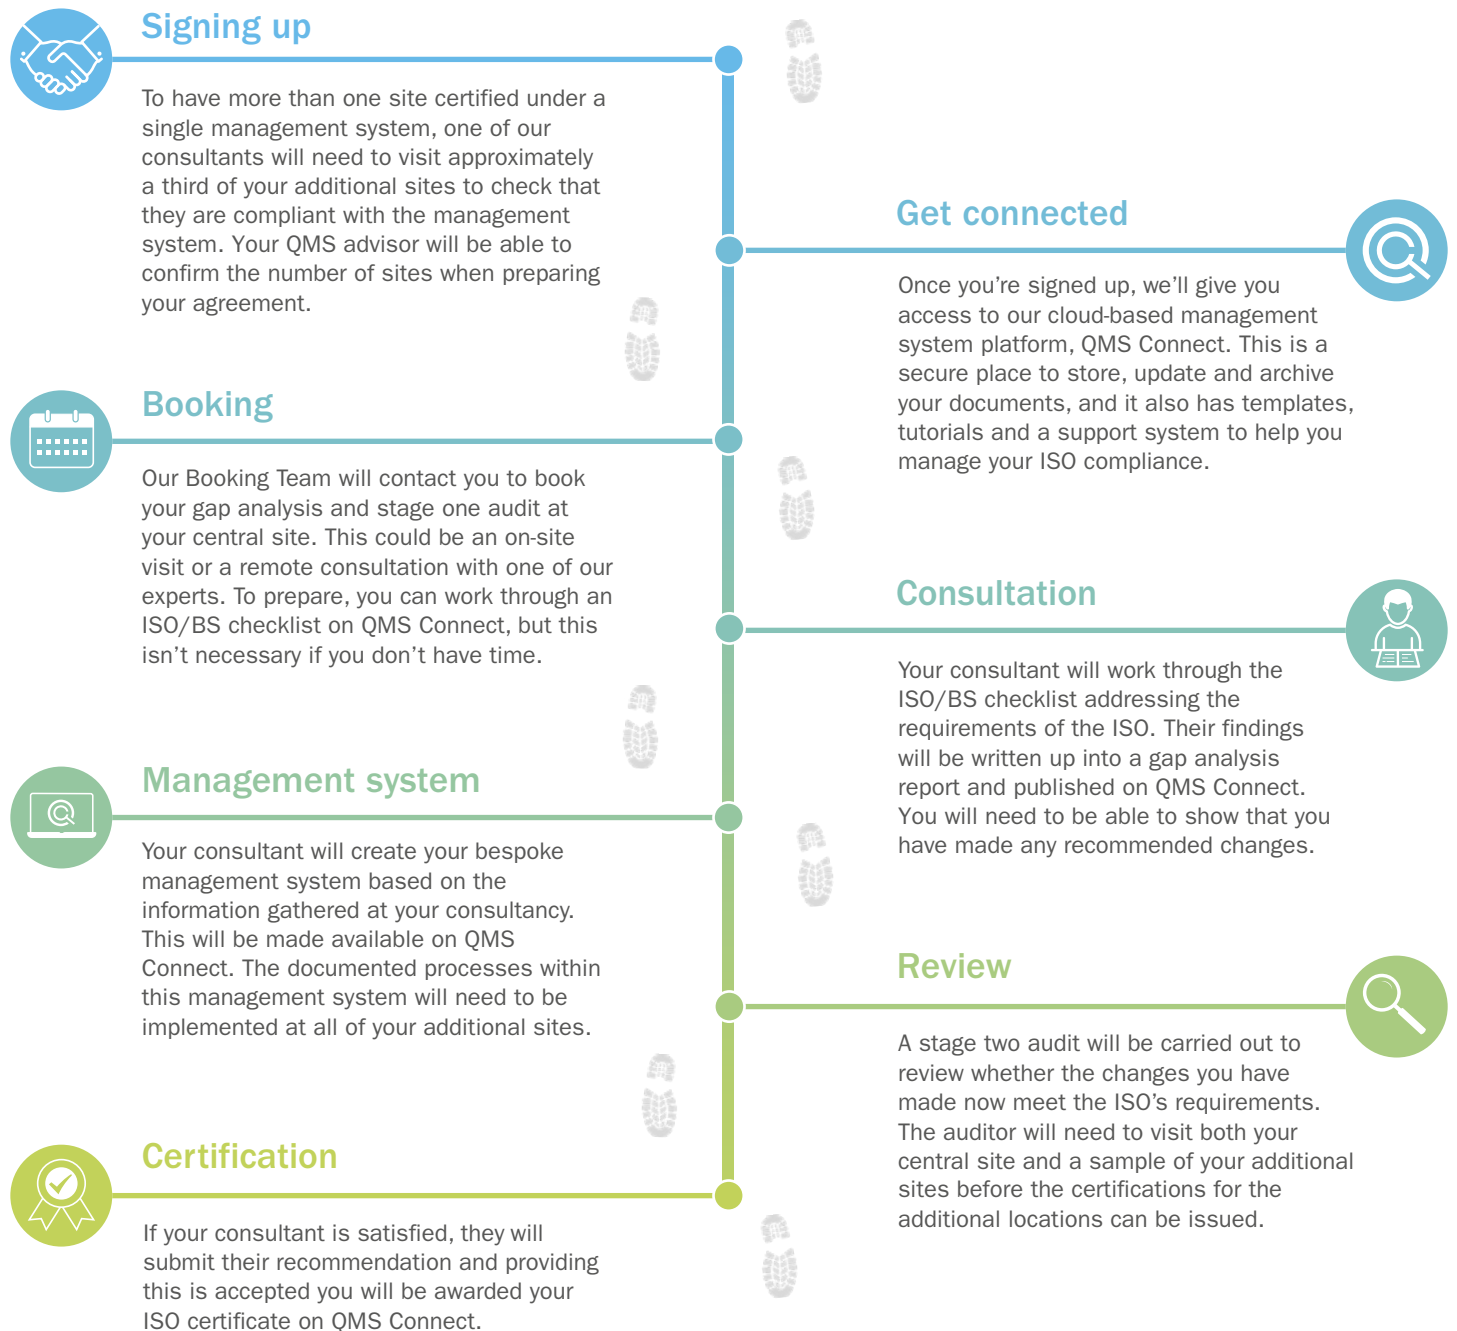 Signing up
To have more than one site certified under a
single management system, one of our
consultants will need to visit approximately
a third of your additional sites to check that
they are compliant with the management
system. Your QMS advisor will be able to
confirm the number of sites when preparing
your agreement.
Get connected
Once you’re signed up, we’ll give you
access to our cloud-based management
system platform, QMS Connect. This is a
secure place to store, update and archive
your documents, and it also has templates,
tutorials and a support system to help you
manage your ISO compliance.
Booking
Our Booking Team will contact you to book
your gap analysis and stage one audit at
your central site. This could be an on-site
visit or a remote consultation with one of our
experts. To prepare, you can work through an
ISO/BS checklist on QMS Connect, but this
isn’t necessary if you don’t have time.
Consultation
Your consultant will work through the
ISO/BS checklist addressing the
requirements of the ISO. Their findings
will be written up into a gap analysis
report and published on QMS Connect.
You will need to be able to show that you
have made any recommended changes.
Management system
Your consultant will create your bespoke
management system based on the
information gathered at your consultancy.
This will be made available on QMS
Connect. The documented processes within
this management system will need to be
implemented at all of your additional sites.
Review
A stage two audit will be carried out to
review whether the changes you have
made now meet the ISO’s requirements.
The auditor will need to visit both your
central site and a sample of your additional
sites before the certifications for the
additional locations can be issued.
Certification
If your consultant is satisfied, they will
submit their recommendation and providing
this is accepted you will be awarded your
ISO certificate on QMS Connect.